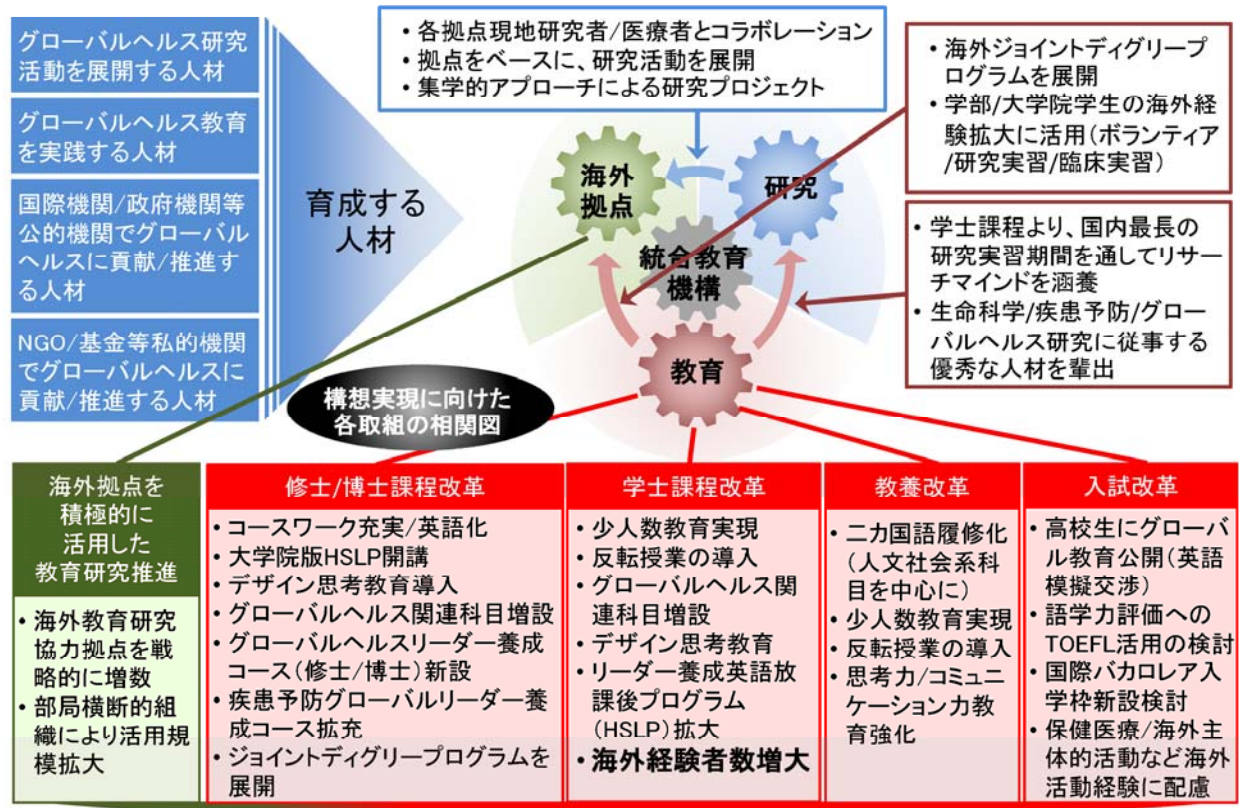 グローバルヘルス研究
活動を展開する人材
グローバルヘルス教育
を実践する人材
国際機関/政府機関等
公的機関でグローバル
ヘルスに貢献/推進す
る人材
NGO/基金等私的機関
でグローバルヘルスに
貢献/推進する人材
育成する
人材
・各拠点現地研究者/医療者とコラボレーション
・拠点をベースに、研究活動を展開
・集学的アプローチによる研究プロジェクト
・海外ジョイントディグリープ
ログラムを展開
・学部/大学院学生の海外経
験拡大に活用(ボランティア
/研究実習/臨床実習)
・学士課程より、国内最長の
研究実習期間を通してリサー
チマインドを涵養
・生命科学/疾患予防/グロー
バルヘルス研究に従事する
優秀な人材を輩出
海外
拠点
研究
統合教育
機構
教育
構想実現に向けた
各取組の相関図
海外拠点を
積極的に
活用した
教育研究推進
・海外教育研究
協力拠点を戦
略的に増数
・部局横断的組
織により活用規
模拡大
修士/博士課程改革
・コースワーク充実/英語化
・大学院版HSLP開講
・デザイン思考教育導入
・グローバルヘルス関連科目増設
・グローバルヘルスリーダー養成
コース(修士/博士)新設
・疾患予防グローバルリーダー養
成コース拡充
・ジョイントディグリープログラムを
展開
学士課程改革
・少人数教育実現
・反転授業の導入
・グローバルヘルス関
連科目増設
・デザイン思考教育
・リーダー養成英語放
課後プログラム
(HSLP)拡大
・海外経験者数増大
教養改革
・二カ国語履修化
(人文社会系科
目を中心に)
・少人数教育実現
・反転授業の導入
・思考力/コミュニ
ケーション力教
育強化
入試改革
・高校生にグローバ
ル教育公開(英語
模擬交渉)
・語学力評価への
TOEFL活用の検討
・国際バカロレア入
学枠新設検討
・保健医療/海外主
体的活動など海外
活動経験に配慮